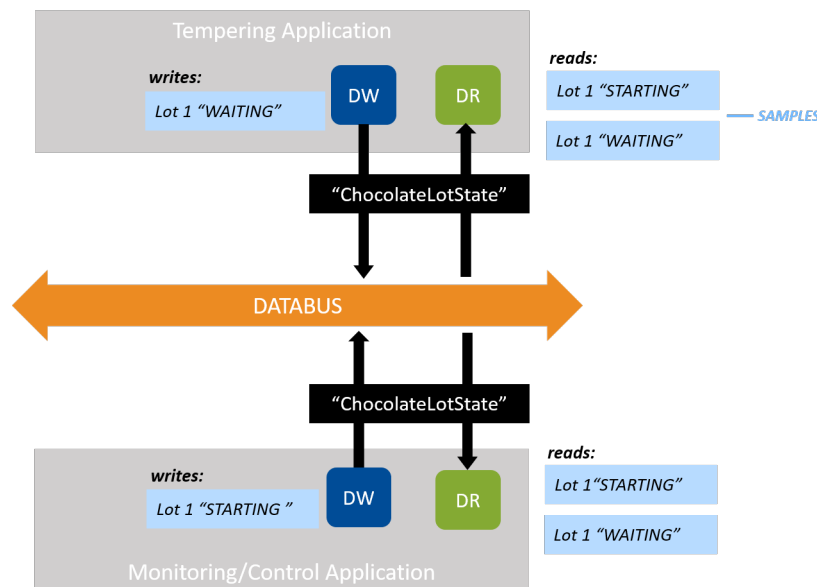 Tempering Application
writes:
Lot 1 “WAITING”
DW
DR
reads:
Lot 1 “STARTING”
SAMPLES
Lot 1 “WAITING”
“ChocolateLotState”
DATABUS
“ChocolateLotState”
writes:
Lot 1 “STARTING ”
DW
DR
reads:
Lot 1“STARTING”
Lot 1 “WAITING”
Monitoring/Control Application